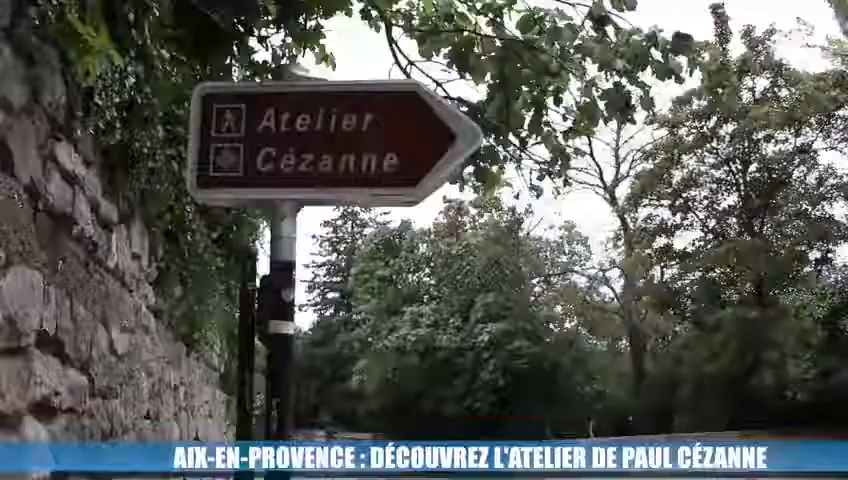 Atelier
Cézanne
AIX-EN-PROVENCE : DÉCOUVREZ L'ATELIER DE PAUL CÉZANNE